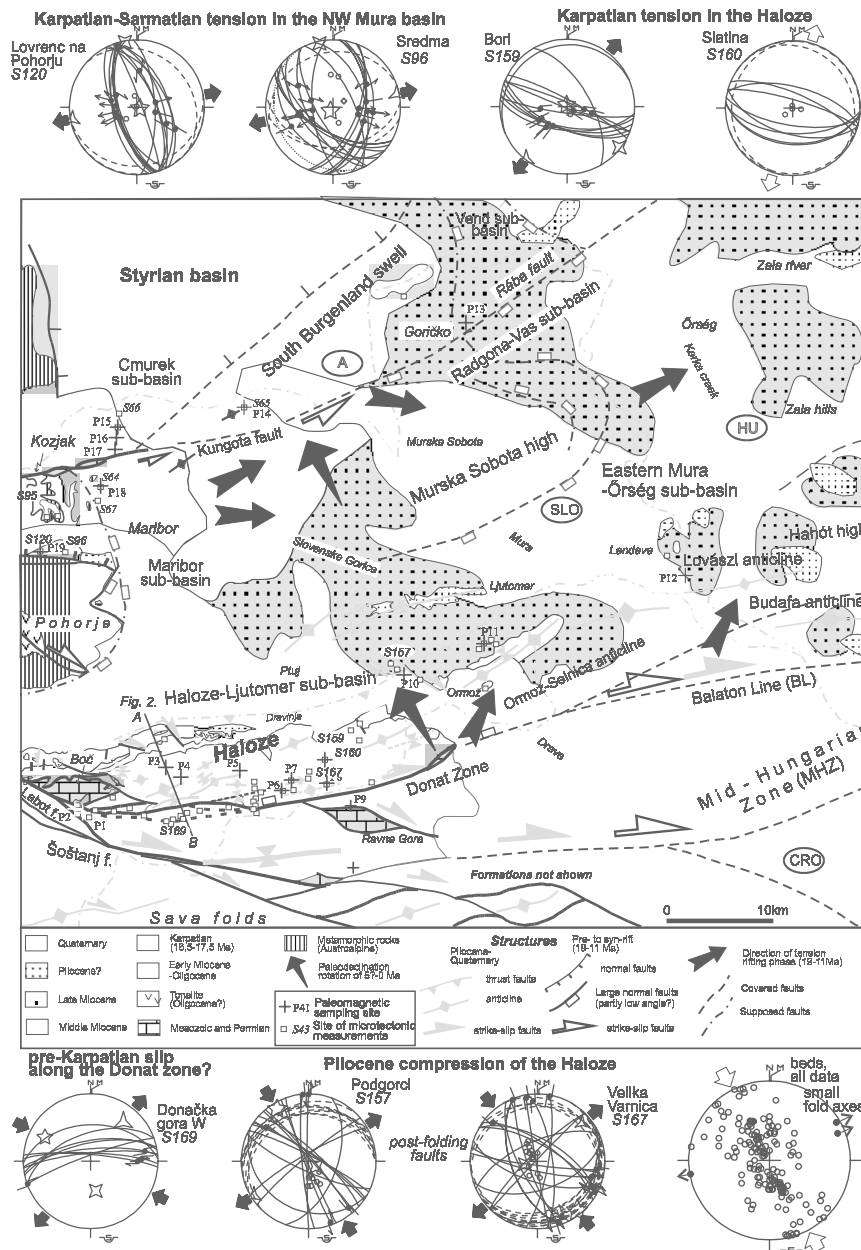 Karpatian-Sarmatian tension in the NW Mura basin
Karpatian tension in the Haloze
Lovrenc na
Pohorju
S120
Sredma
S96
Borl
S159
Slatina
S160
Styrian basin
South Burgenland swell
Vend sub-
basin
Rába fault
P13
Goričko
Radgona-Vas sub-basin
Zala river
Őrség
Kerka creek
Zala hills
HU
A
Cmurek
sub-basin
S66
P15
P16
P17
S65
P14
Kozjak
Kungota fault
Murska Sobota
Murska Sobota high
S64
P18
S67
S95
Eastern Mura
-Őrség sub-basin
SLO
Maribor
S120
P19
S96
Maribor
sub-basin
Slovenske Gorice
Mura
Lendava
P12
Hahót high
Lovászi anticline
Ljutomer
Budafa anticline
Pohorje
P11
S157
P10
Ptuj
Ormož
Ormož-Selnica anticline
Balaton Line (BL)
Fig. 2.
Haloze-Ljutomer sub-basin
A
Dravinja
Haloze
S159
S160
Drava
Boč
P3
P4
P5
P7
S167
P6
Donat Zone
Mid-Hungarian
Zone (MHZ)
Labot f.
P2
P1
P9
S169
B
Ravna Gora
Šoštanj f.
CRO
Formations not shown
Sava folds
0
10km
Quaternary
Pliocene?
Late Miocene
Middle Miocene
Karpatian
(16,5-17,5 Ma)
Early Miocene
-Oligocene
Tonalite
(Oligocene?)
Mesozoic and Permian
Metamorphic rocks
(Austroalpine)
Paleodeclination
rotation of 5?-0 Ma
P41
Paleomagnetic
sampling site
S43
Site of microtectonic
measurements
Structures
Pliocene-
Quaternary
thrust faults
anticline
strike-slip faults
Pre- to syn-rift
(19-11 Ma)
normal faults
Large normal faults
(partly low angle?)
strike-slip faults
Direction of tension
rifting phase (19-11Ma)
Covered faults
Supposed faults
pre-Karpatian slip
along the Donat zone?
Pliocene compression of the Haloze
Donačka
gora W
S169
Podgorci
S157
post-folding
faults
Velika
Varnica
S167
beds,
all data
small
fold axes